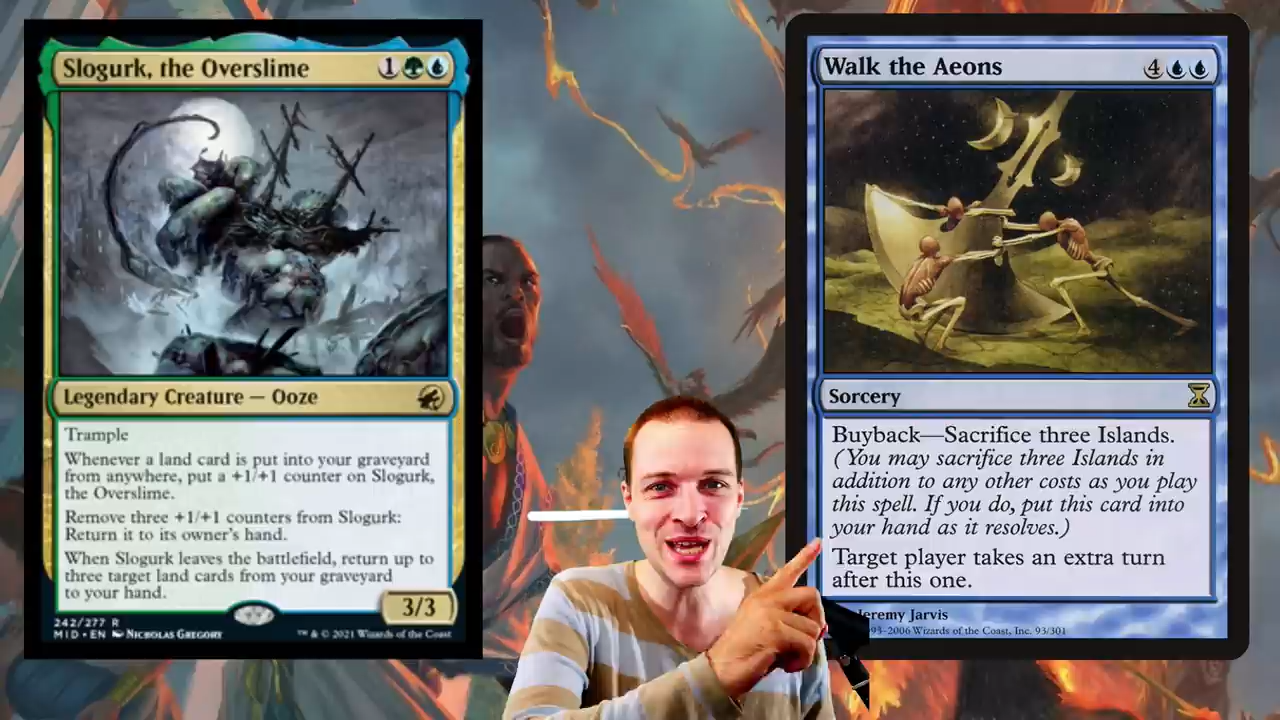 Slogurk, the Overslime 1
Legendary Creature — Ooze
Trample
Whenever a land card is put into your graveyard
from anywhere, put a +1/+1 counter on Slogurk,
the Overslime.
Remove three +1/+1 counters from Slogurk:
Return it to its owner's hand.
When Slogurk leaves the battlefield, return up to
three target land cards from your graveyard
to your hand.
3/3
242/277 R
MID • EN NICHOLAS GREGORY
™ & © 2021 Wizards of the Coast
Walk the Aeons 4
Sorcery
Buyback—Sacrifice three Islands.
(You may sacrifice three Islands in
addition to any other costs as you play
this spell. If you do, put this card into
your hand as it resolves.)
Target player takes an extra turn
after this one.
Jeremy Jarvis
93–2006 Wizards of the Coast, Inc. 93/301